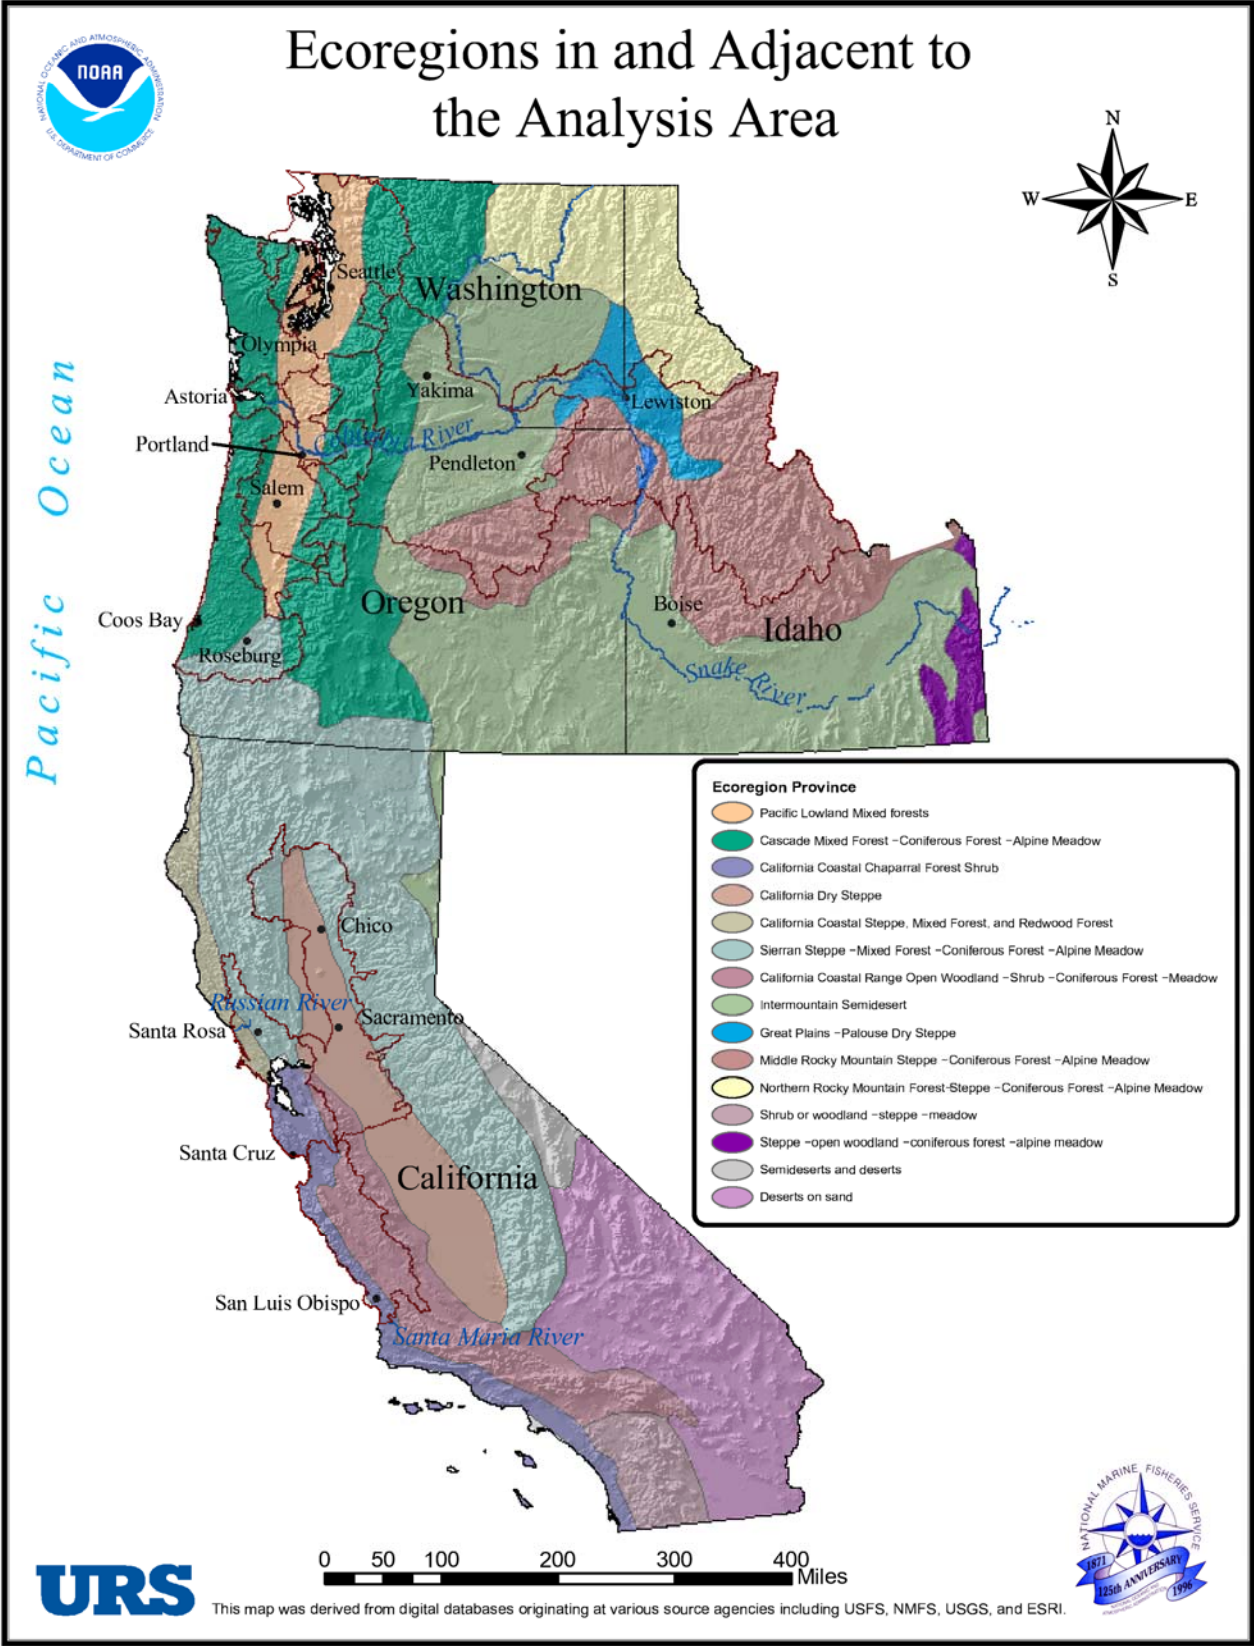 Ecoregions in and Adjacent to
the Analysis Area
NATIONAL OCEANIC AND ATMOSPHERIC ADMINISTRATION
NOAA
U.S. DEPARTMENT OF COMMERCE
N
W
E
S
Pacific Ocean
Seattle
Washington
Olympia
Yakima
Astoria
Lewiston
Portland
Columbia River
Pendleton
Salem
Oregon
Boise
Idaho
Coos Bay
Roseburg
Snake River
Chico
Russian River
Sacramento
Santa Rosa
Santa Cruz
California
San Luis Obispo
Santa Maria River
Ecoregion Province
Pacific Lowland Mixed forests
Cascade Mixed Forest -Coniferous Forest -Alpine Meadow
California Coastal Chaparral Forest Shrub
California Dry Steppe
California Coastal Steppe, Mixed Forest, and Redwood Forest
Sierran Steppe -Mixed Forest -Coniferous Forest -Alpine Meadow
California Coastal Range Open Woodland -Shrub -Coniferous Forest -Meadow
Intermountain Semidesert
Great Plains -Palouse Dry Steppe
Middle Rocky Mountain Steppe -Coniferous Forest -Alpine Meadow
Northern Rocky Mountain Forest-Steppe -Coniferous Forest -Alpine Meadow
Shrub or woodland -steppe -meadow
Steppe -open woodland -coniferous forest -alpine meadow
Semideserts and deserts
Deserts on sand
NATIONAL MARINE FISHERIES SERVICE
1871
125th ANNIVERSARY
1996
URS
0 50 100 200 300 400
Miles
This map was derived from digital databases originating at various source agencies including USFS, NMFS, USGS, and ESRI.